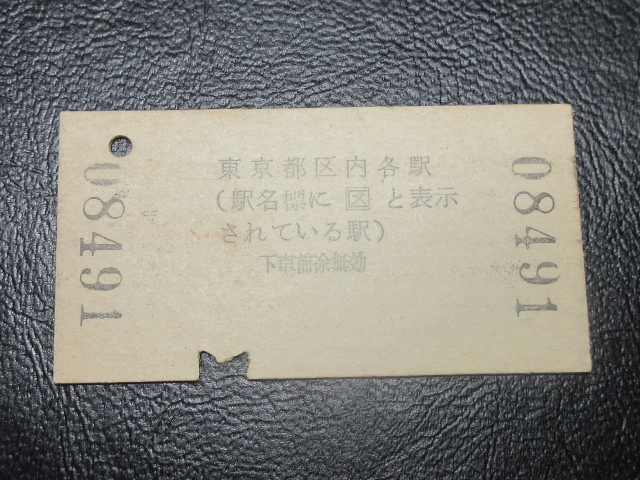 08491
東京都区内各駅
（駅名標に 区 と表示
されている駅）
下車前途無効
08491